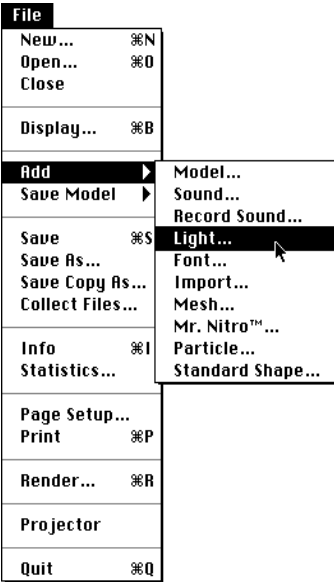 File
New... ⌘N
Open... ⌘O
Close
Display... ⌘B
Add
Save Model
Save ⌘S
Save As...
Save Copy As...
Collect Files...
Info ⌘I
Statistics...
Page Setup...
Print ⌘P
Render... ⌘R
Projector
Quit ⌘Q
Model...
Sound...
Record Sound...
Light...
Font...
Import...
Mesh...
Mr. Nitro™...
Particle...
Standard Shape...